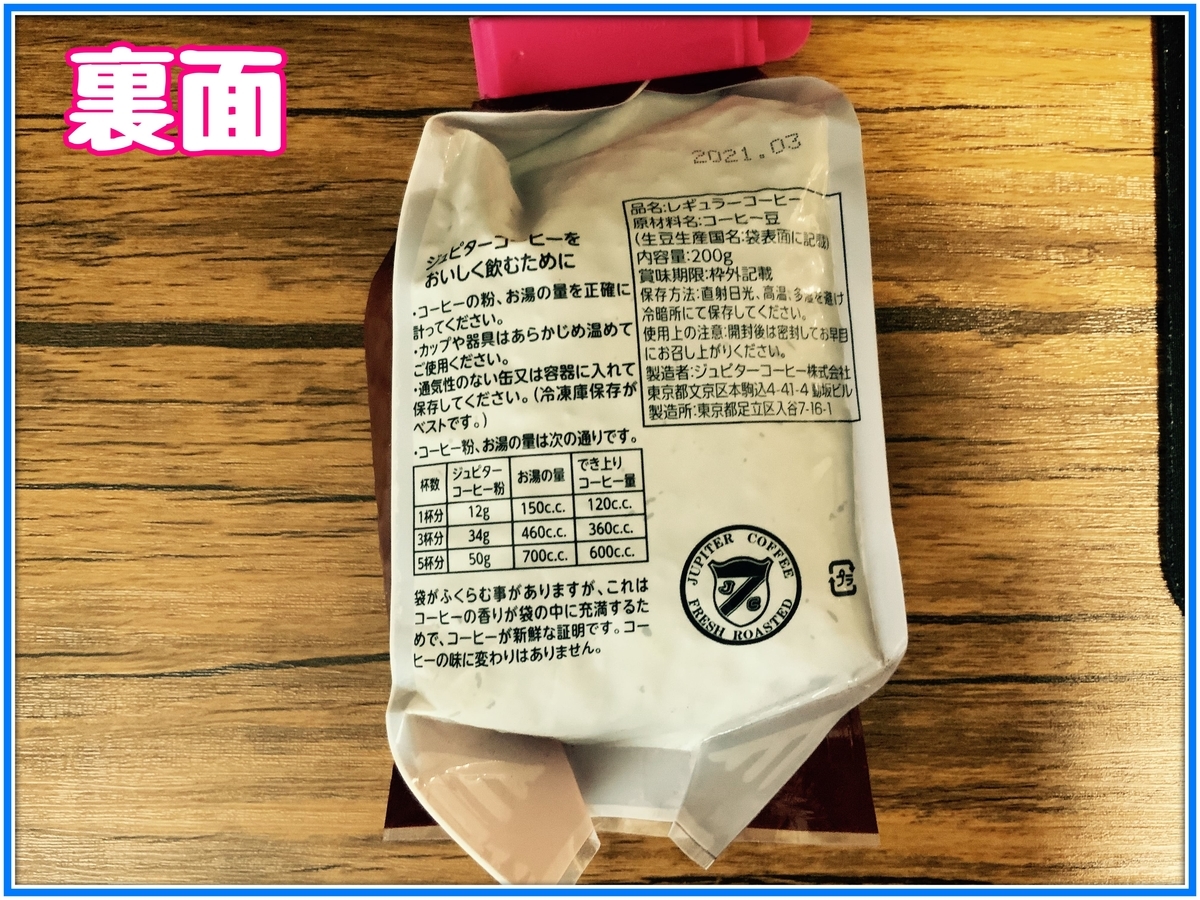 裏面
2021.03
品名:レギュラーコーヒー
原材料名:コーヒー豆
(生豆生産国名:袋表面に記載)
内容量:200g
賞味期限:枠外記載
保存方法:直射日光、高温、多湿を避け
冷暗所にて保存してください。
使用上の注意:開封後は密封してお早目
にお召し上がりください。
製造者:ジュピターコーヒー株式会社
東京都文京区本駒込4-41-4 動坂ビル
製造所:東京都足立区入谷7-16-1
ジュピターコーヒーを
おいしく飲むために
・コーヒーの粉、お湯の量を正確に
計ってください。
・カップや器具はあらかじめ温めて
ご使用ください。
・通気性のない缶又は容器に入れて
保存してください。(冷凍庫保存が
ベストです。)
・コーヒー粉、お湯の量は次の通りです。
杯数 ジュピターコーヒー粉 お湯の量 でき上りコーヒー量
1杯分 12g 150c.c. 120c.c.
3杯分 34g 460c.c. 360c.c.
5杯分 50g 700c.c. 600c.c.
袋がふくらむ事がありますが、これは
コーヒーの香りが袋の中に充満するた
めで、コーヒーが新鮮な証明です。コー
ヒーの味に変わりはありません。
JUPITER COFFEE
J C
FRESH ROASTED
プラ